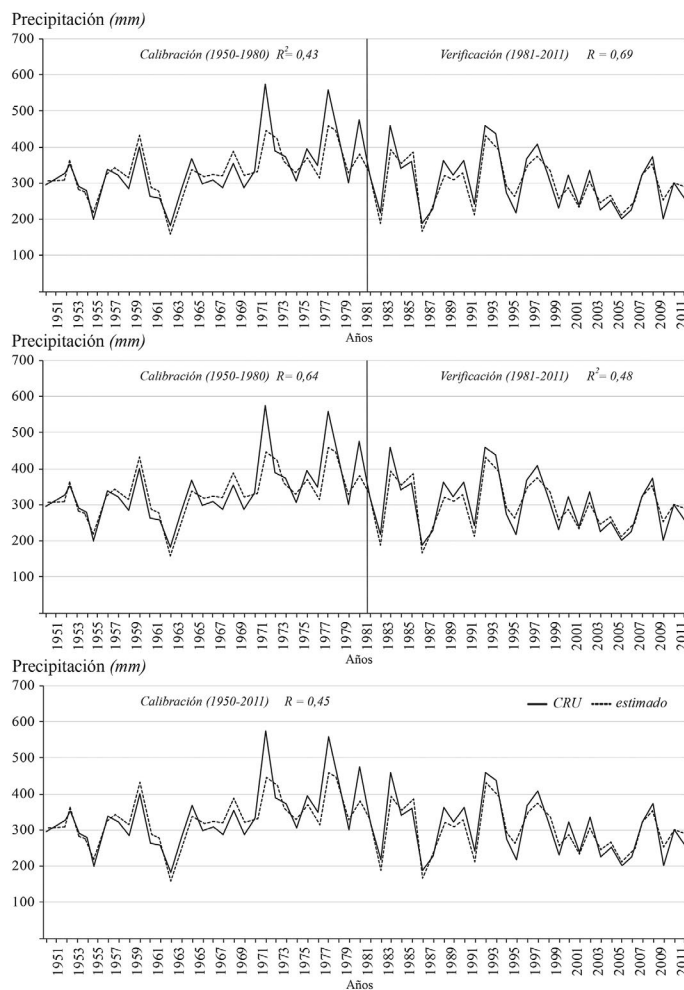 Precipitación (mm)
Calibración (1950-1980) R²= 0,43
Verificación (1981-2011) R = 0,69
700
600
500
400
300
200
100
1951 1953 1955 1957 1959 1961 1963 1965 1967 1969 1971 1973 1975 1977 1979 1981 1983 1985 1987 1989 1991 1993 1995 1997 1999 2001 2003 2005 2007 2009 2011
Años
Precipitación (mm)
Calibración (1950-1980) R= 0,64
Verificación (1981-2011) R²= 0,48
700
600
500
400
300
200
100
1951 1953 1955 1957 1959 1961 1963 1965 1967 1969 1971 1973 1975 1977 1979 1981 1983 1985 1987 1989 1991 1993 1995 1997 1999 2001 2003 2005 2007 2009 2011
Años
Precipitación (mm)
Calibración (1950-2011) R = 0,45
CRU estimado
700
600
500
400
300
200
100
1951 1953 1955 1957 1959 1961 1963 1965 1967 1969 1971 1973 1975 1977 1979 1981 1983 1985 1987 1989 1991 1993 1995 1997 1999 2001 2003 2005 2007 2009 2011
Años